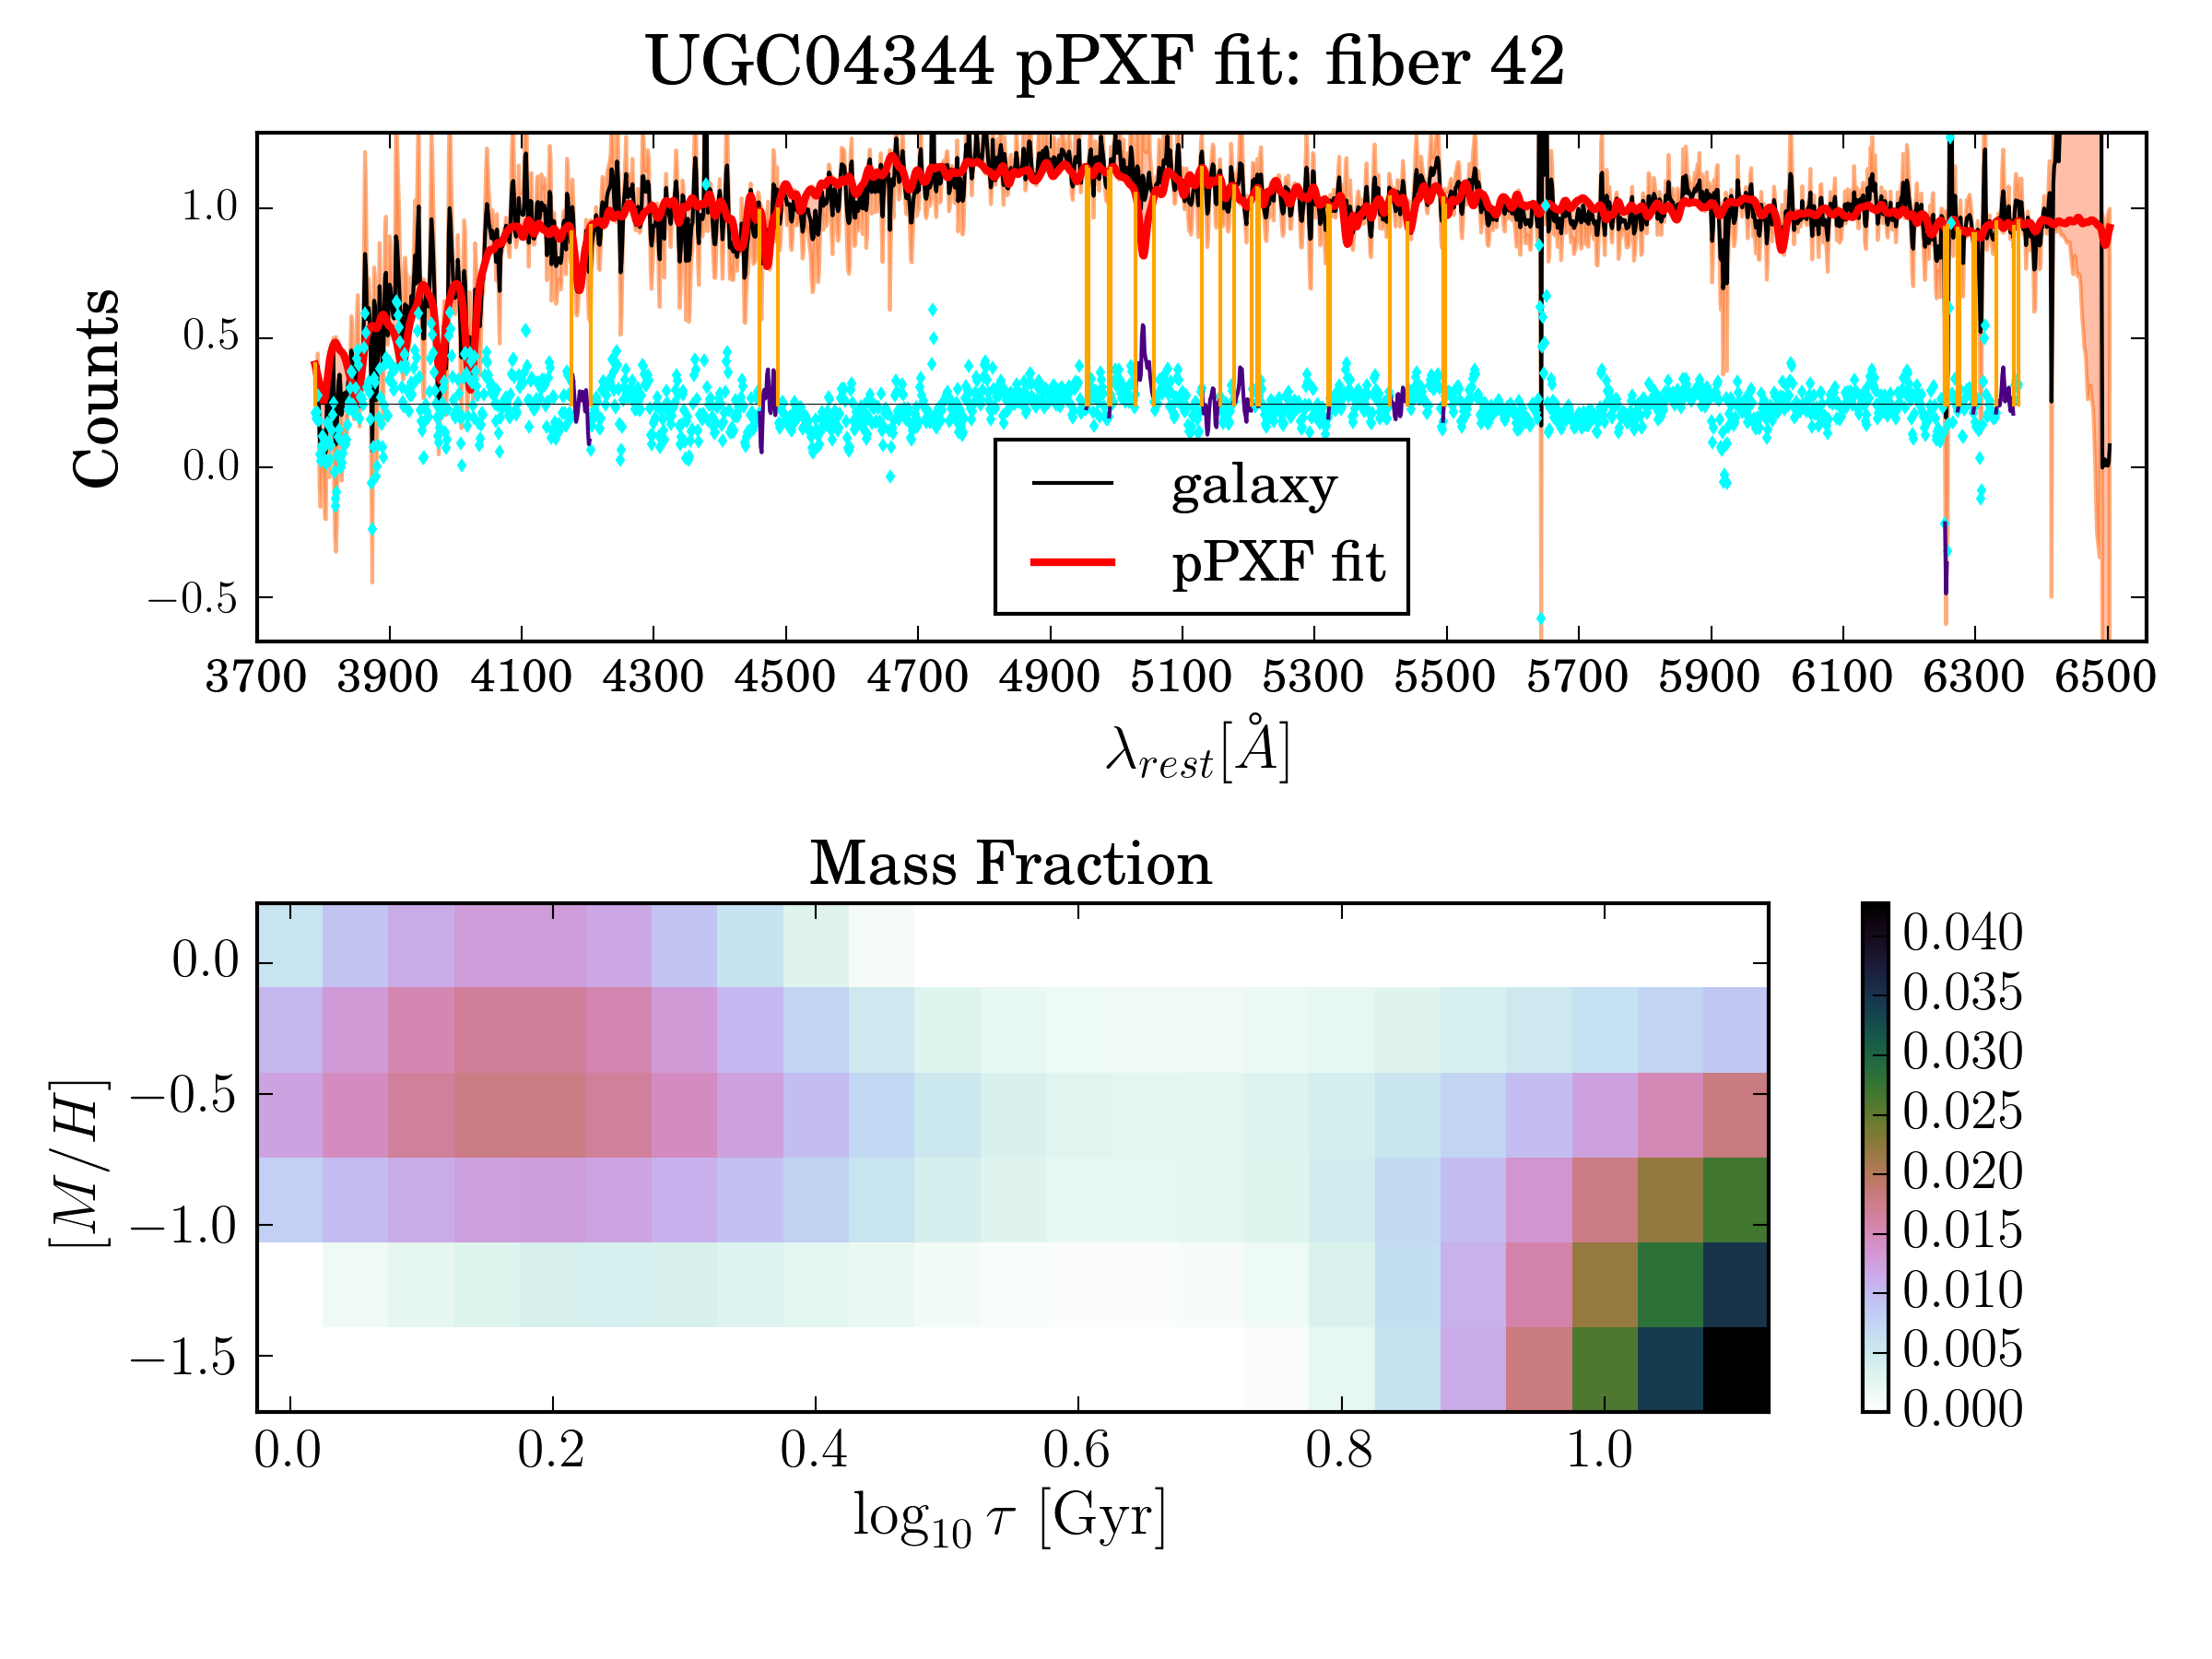 UGC04344 pPXF fit: fiber 42
Counts
1.0
0.5
0.0
−0.5
galaxy
pPXF fit
3700 3900 4100 4300 4500 4700 4900 5100 5300 5500 5700 5900 6100 6300 6500
λrest[Å]
Mass Fraction
[M/H]
0.0
−0.5
−1.0
−1.5
0.0 0.2 0.4 0.6 0.8 1.0
log10 τ [Gyr]
0.040
0.035
0.030
0.025
0.020
0.015
0.010
0.005
0.000